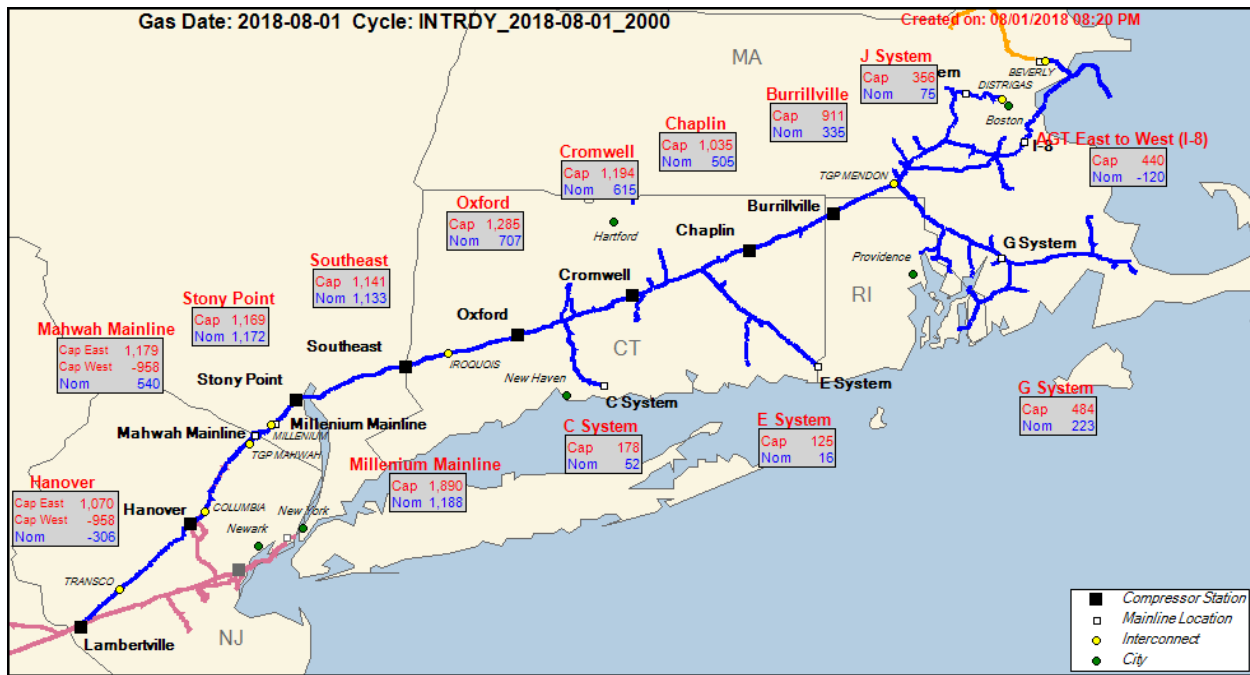 Gas Date: 2018-08-01 Cycle: INTRDY_2018-08-01_2000
Created on: 08/01/2018 08:20 PM
MA
J System
Cap 356
Nom 75
em
BEVERLY
DISTRIGAS
Boston
Burrillville
Cap 911
Nom 335
Chaplin
Cap 1,035
Nom 505
AGT East to West (I-8)
I-8
Cap 440
Nom -120
Cromwell
Cap 1,194
Nom 615
TGP MENDON
Oxford
Cap 1,285
Nom 707
Hartford
Burrillville
Chaplin
G System
Providence
Southeast
Cap 1,141
Nom 1,133
Cromwell
RI
Stony Point
Cap 1,169
Nom 1,172
Oxford
CT
Mahwah Mainline
Cap East 1,179
Cap West -958
Nom 540
Southeast
IROQUOIS
Stony Point
New Haven
C System
E System
G System
Cap 484
Nom 223
Mahwah Mainline
Millenium Mainline
MILLENIUM
TGP MAHWAH
C System
Cap 178
Nom 52
E System
Cap 125
Nom 16
Millenium Mainline
Cap 1,890
Nom 1,188
Hanover
Cap East 1,070
Cap West -958
Nom -306
Hanover
COLUMBIA
New York
Newark
TRANSCO
Lambertville
NJ
Compressor Station
Mainline Location
Interconnect
City